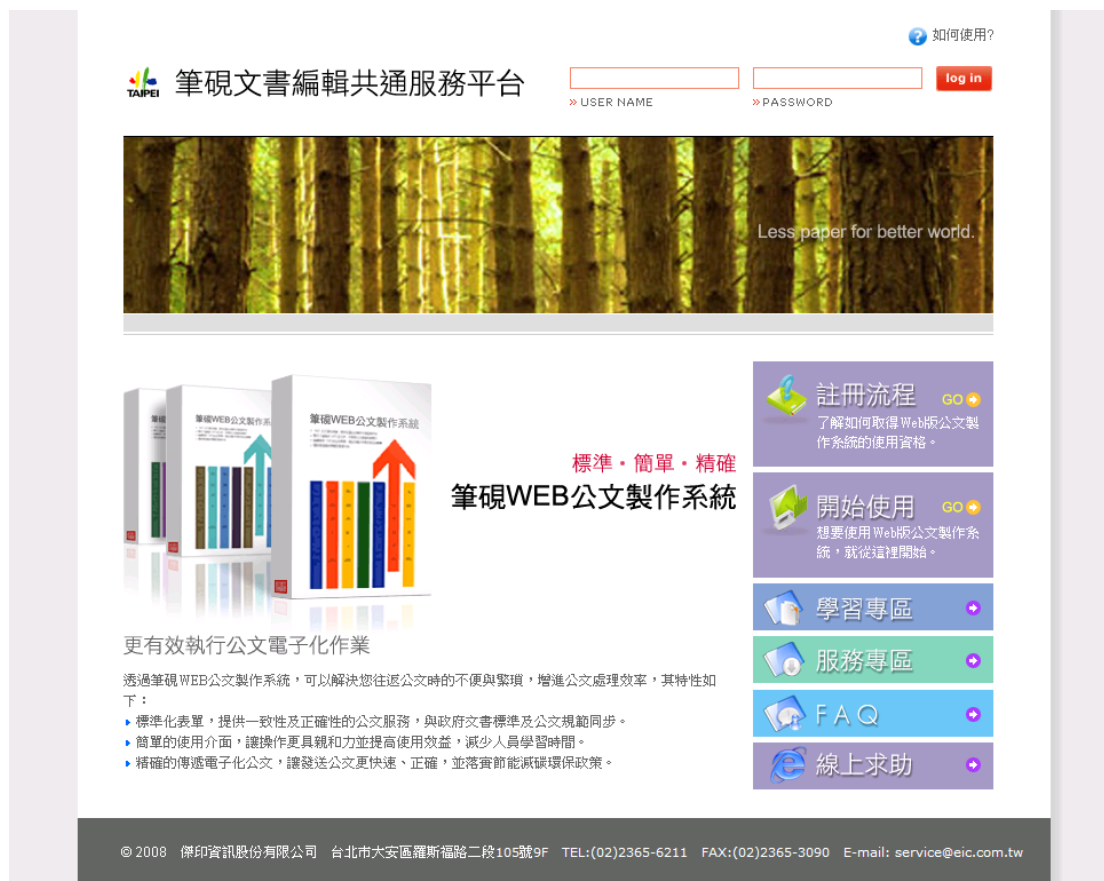 如何使用?
TAIPEI
筆硯文書編輯共通服務平台
log in
» USER NAME
» PASSWORD
Less paper for better world.
筆硯WEB公文製作系統
筆硯WEB公文製作系統
標準・簡單・精確
筆硯WEB公文製作系統
註冊流程 GO
了解如何取得Web版公文製
作系統的使用資格。
開始使用 GO
想要使用Web版公文製作系
統，就從這裡開始。
學習專區
服務專區
FAQ
線上求助
更有效執行公文電子化作業
透過筆硯WEB公文製作系統，可以解決您往返公文時的不便與繁瑣，增進公文處理效率，其特性如
下：
標準化表單，提供一致性及正確性的公文服務，與政府文書標準及公文規範同步。
簡單的使用介面，讓操作更具親和力並提高使用效益，減少人員學習時間。
精確的傳遞電子化公文，讓發送公文更快速、正確，並落實節能減碳環保政策。
© 2008 傑印資訊股份有限公司 台北市大安區羅斯福路二段105號9F TEL:(02)2365-6211 FAX:(02)2365-3090 E-mail: service@eic.com.tw